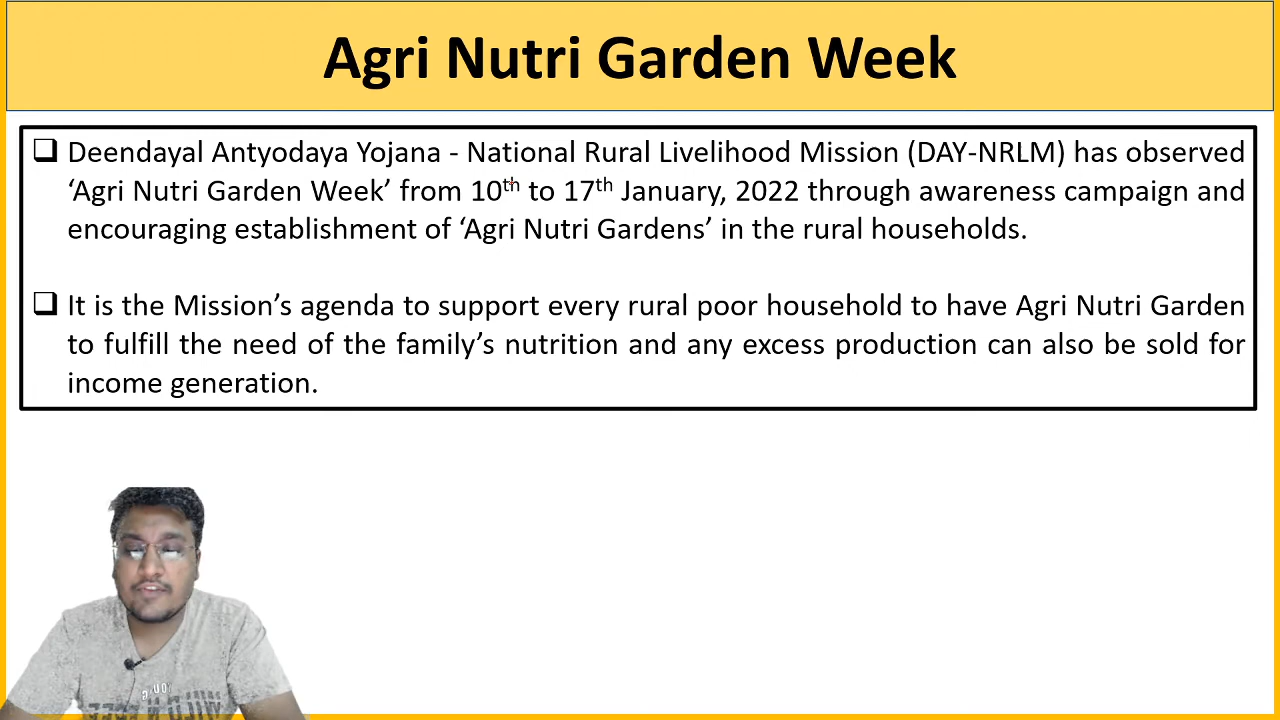 Agri Nutri Garden Week
❑ Deendayal Antyodaya Yojana - National Rural Livelihood Mission (DAY-NRLM) has observed
‘Agri Nutri Garden Week’ from 10th to 17th January, 2022 through awareness campaign and
encouraging establishment of ‘Agri Nutri Gardens’ in the rural households.
❑ It is the Mission’s agenda to support every rural poor household to have Agri Nutri Garden
to fulfill the need of the family’s nutrition and any excess production can also be sold for
income generation.